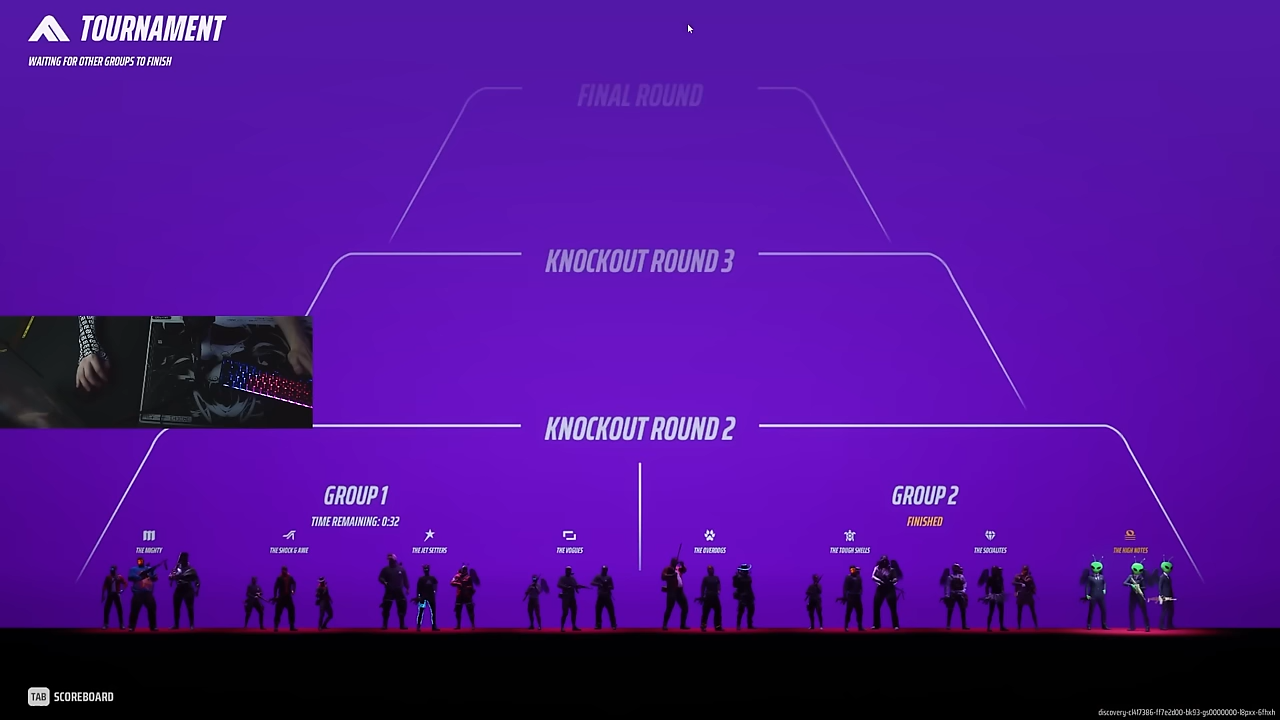 TOURNAMENT
WAITING FOR OTHER GROUPS TO FINISH
FINAL ROUND
KNOCKOUT ROUND 3
KNOCKOUT ROUND 2
GROUP 1
TIME REMAINING: 0:32
GROUP 2
FINISHED
THE MIGHTY
THE SHOCK & AWE
THE JET SETTERS
THE VOGUES
THE OVERDOGS
THE TOUGH SHELLS
THE SOCIALITES
THE HIGH NOTES
TAB SCOREBOARD